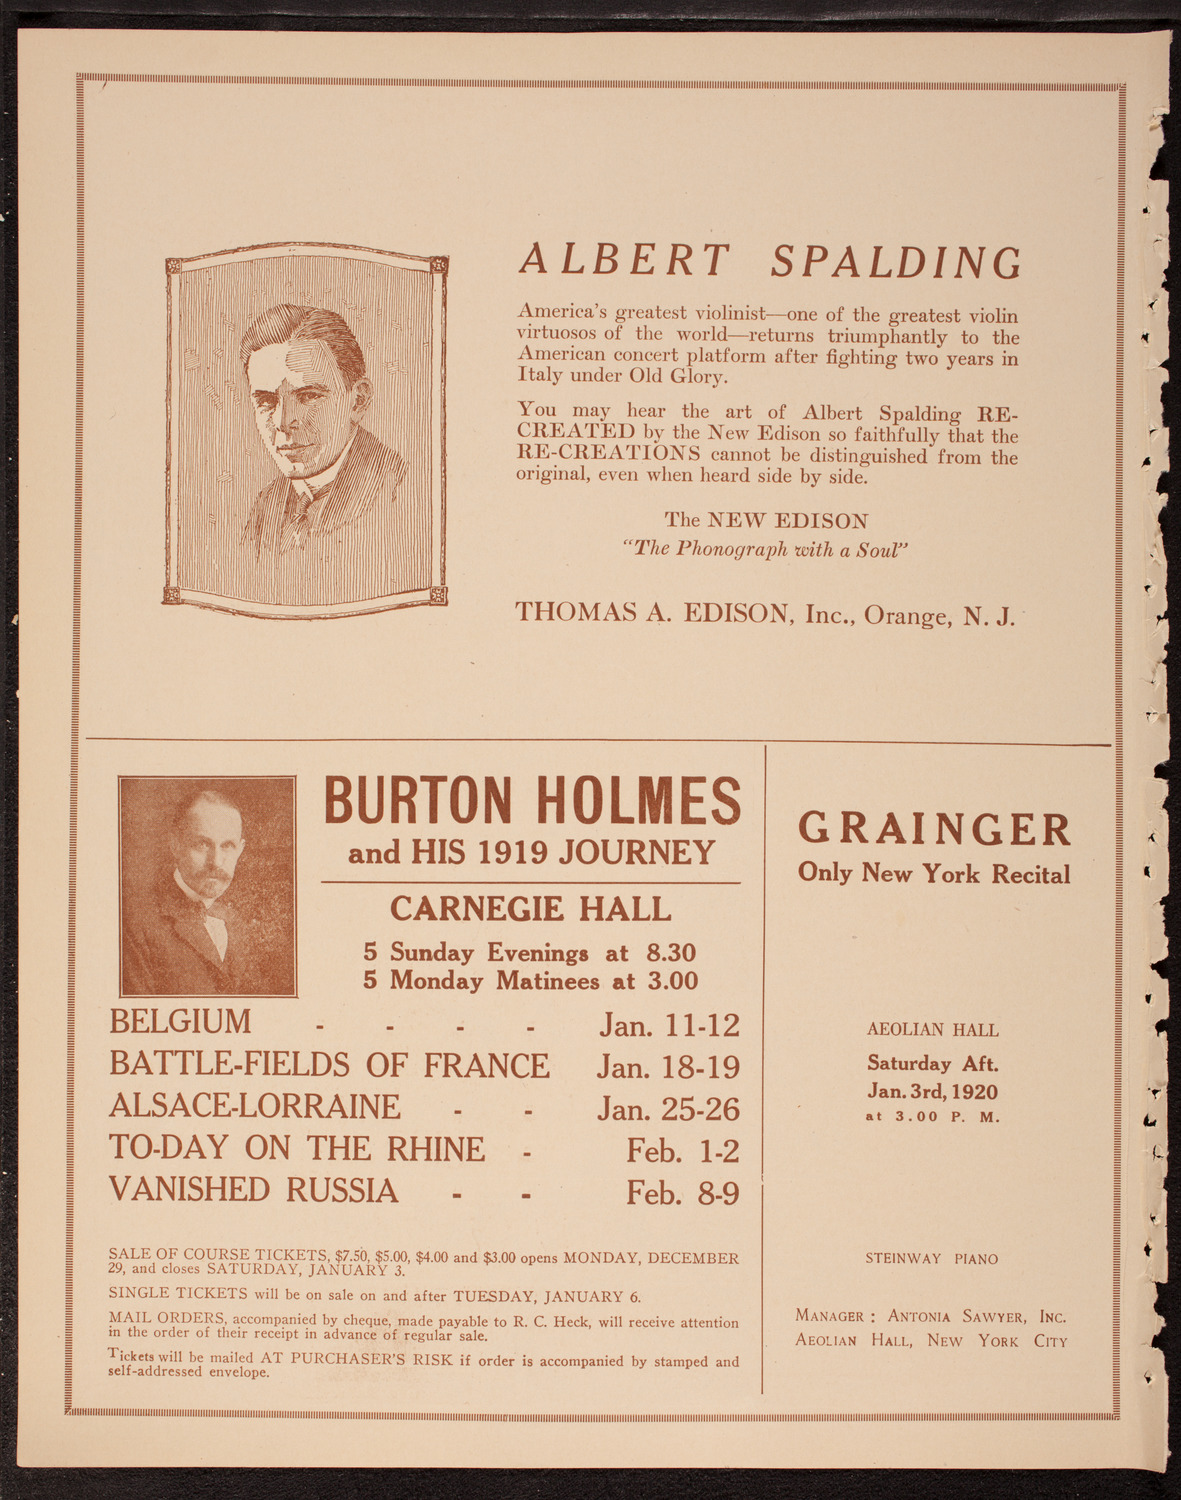 ALBERT SPALDING
America's greatest violinist—one of the greatest violin
virtuosos of the world—returns triumphantly to the
American concert platform after fighting two years in
Italy under Old Glory.
You may hear the art of Albert Spalding RE-
CREATED by the New Edison so faithfully that the
RE-CREATIONS cannot be distinguished from the
original, even when heard side by side.
The NEW EDISON
"The Phonograph with a Soul"
THOMAS A. EDISON, Inc., Orange, N. J.
BURTON HOLMES
and HIS 1919 JOURNEY
CARNEGIE HALL
5 Sunday Evenings at 8.30
5 Monday Matinees at 3.00
BELGIUM - - - - Jan. 11-12
BATTLE-FIELDS OF FRANCE Jan. 18-19
ALSACE-LORRAINE - - Jan. 25-26
TO-DAY ON THE RHINE - Feb. 1-2
VANISHED RUSSIA - - Feb. 8-9
SALE OF COURSE TICKETS, $7.50, $5.00, $4.00 and $3.00 opens MONDAY, DECEMBER
29, and closes SATURDAY, JANUARY 3.
SINGLE TICKETS will be on sale on and after TUESDAY, JANUARY 6.
MAIL ORDERS, accompanied by cheque, made payable to R. C. Heck, will receive attention
in the order of their receipt in advance of regular sale.
Tickets will be mailed AT PURCHASER'S RISK if order is accompanied by stamped and
self-addressed envelope.
GRAINGER
Only New York Recital
AEOLIAN HALL
Saturday Aft.
Jan. 3rd, 1920
at 3.00 P. M.
STEINWAY PIANO
MANAGER: ANTONIA SAWYER, INC.
AEOLIAN HALL, NEW YORK CITY